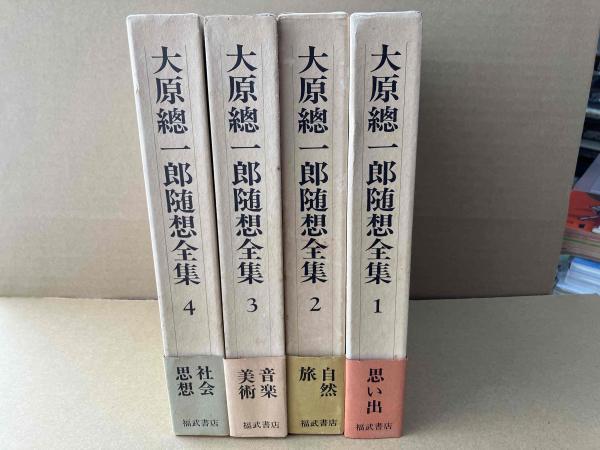 大原總一郎随想全集
1
思い出
福武書店
大原總一郎随想全集
2
自然
旅
福武書店
大原總一郎随想全集
3
音楽
美術
福武書店
大原總一郎随想全集
4
社会
思想
福武書店